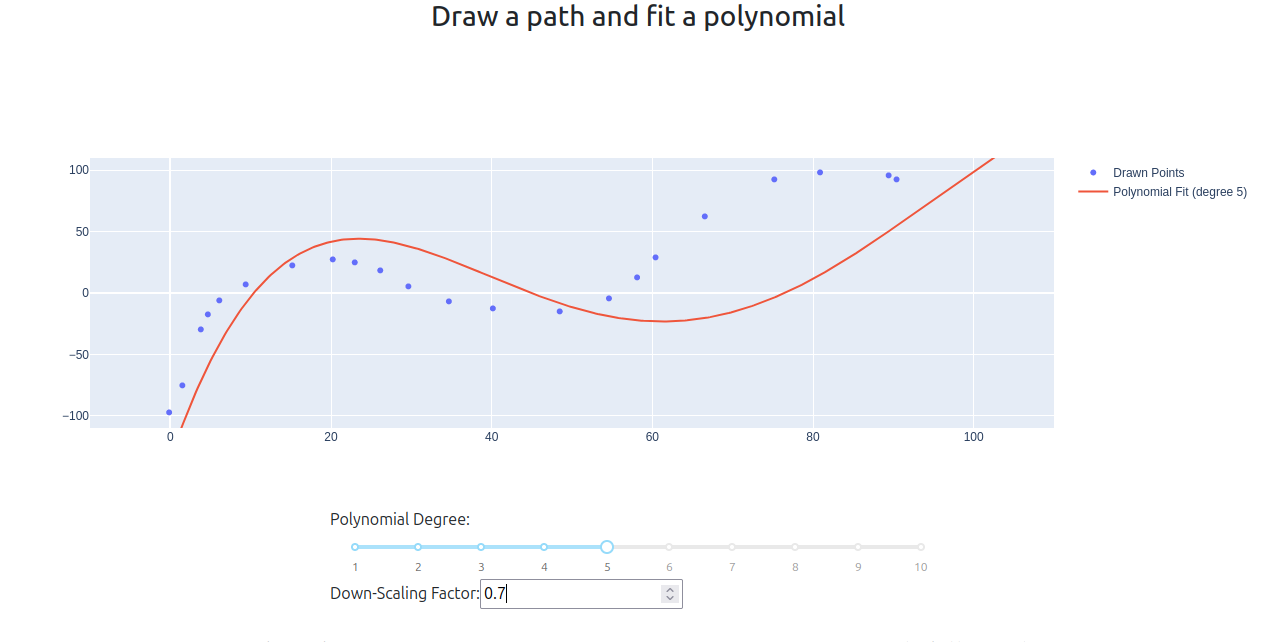 Draw a path and fit a polynomial
100
50
0
−50
−100
0 20 40 60 80 100
Drawn Points
Polynomial Fit (degree 5)
Polynomial Degree:
1 2 3 4 5 6 7 8 9 10
Down-Scaling Factor: 0.7